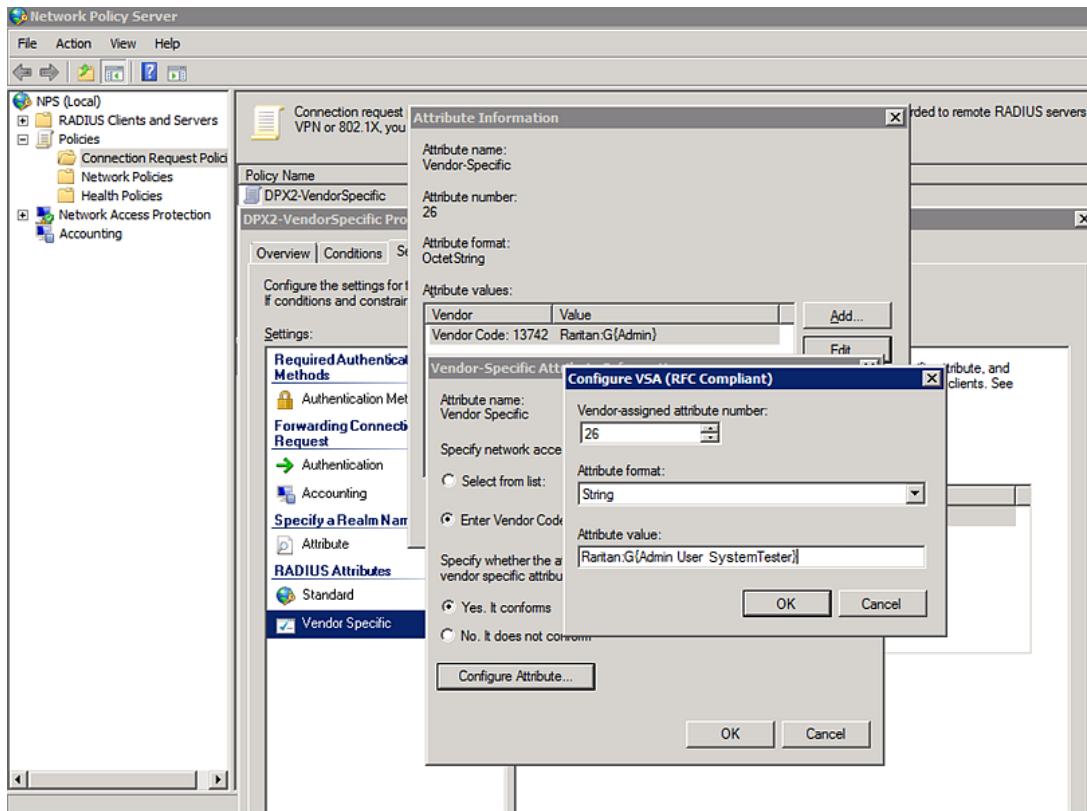 Network Policy Server
File Action View Help
NPS (Local)
RADIUS Clients and Servers
Policies
Connection Request Polici
Network Policies
Health Policies
Network Access Protection
Accounting
Connection request
VPN or 802.1X, you
rded to remote RADIUS servers
Policy Name
DPX2-VendorSpecific
DPX2-VendorSpecific Pro
Overview Conditions Se
Configure the settings for t
If conditions and constrair
Settings:
Required Authenticat
Methods
Authentication Met
Forwarding Connecti
Request
Authentication
Accounting
Specify a Realm Nam
Attribute
RADIUS Attributes
Standard
Vendor Specific
Attribute Information
Attribute name:
Vendor-Specific
Attribute number:
26
Attribute format:
OctetString
Attribute values:
Vendor Value
Vendor Code: 13742 Raritan:G{Admin}
Add...
Edit
tribute, and
clients. See
Vendor-Specific Att
Attribute name:
Vendor Specific
Specify network acce
Select from list:
Enter Vendor Code
Specify whether the a
vendor specific attribu
Yes. It conforms
No. It does not conform
Configure Attribute...
OK Cancel
Configure VSA (RFC Compliant)
Vendor-assigned attribute number:
26
Attribute format:
String
Attribute value:
Raritan:G{Admin User SystemTester}
OK Cancel